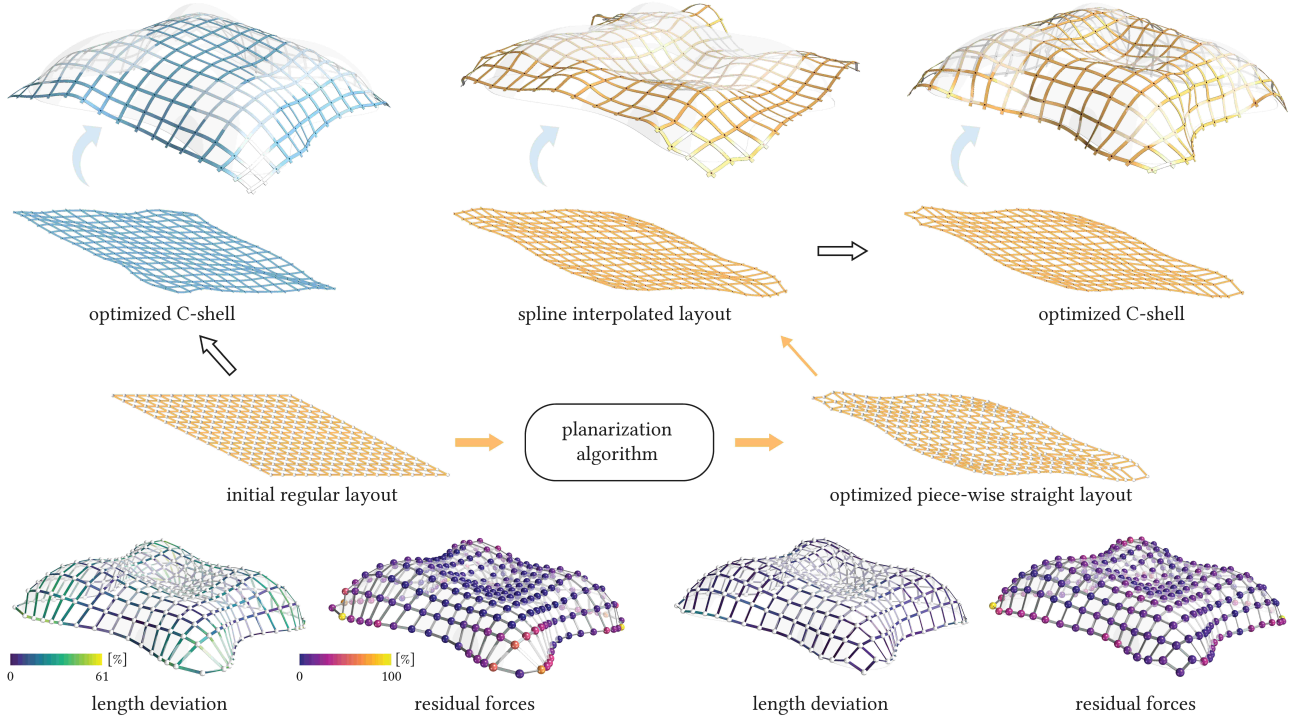 optimized C-shell
spline interpolated layout
optimized C-shell
planarization
algorithm
initial regular layout
optimized piece-wise straight layout
[%]
0
61
length deviation
[%]
0
100
residual forces
length deviation
residual forces